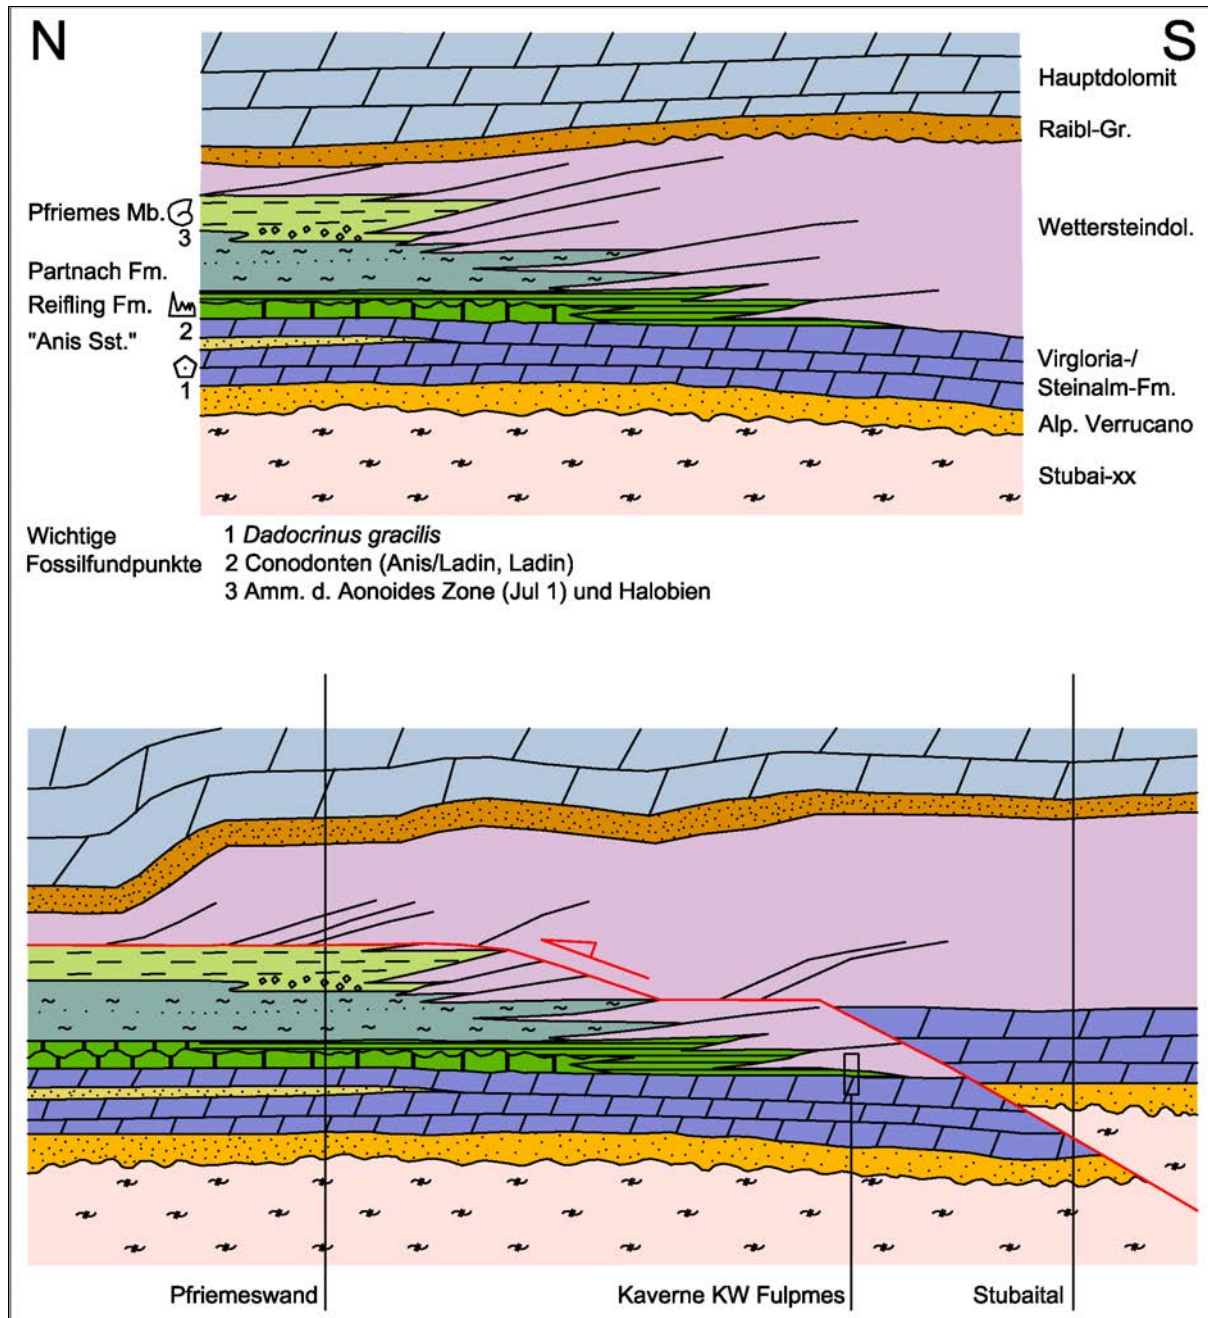 N
S
Hauptdolomit
Raibl-Gr.
Pfriemes Mb.
3
Wettersteindol.
Partnach Fm.
Reifling Fm.
2
"Anis Sst."
Virgloria-/
Steinalm-Fm.
1
Alp. Verrucano
Stubai-xx
Wichtige
Fossilfundpunkte
1 Dadocrinus gracilis
2 Conodonten (Anis/Ladin, Ladin)
3 Amm. d. Aonoides Zone (Jul 1) und Halobien
Pfriemeswand
Kaverne KW Fulpmes
Stubaital